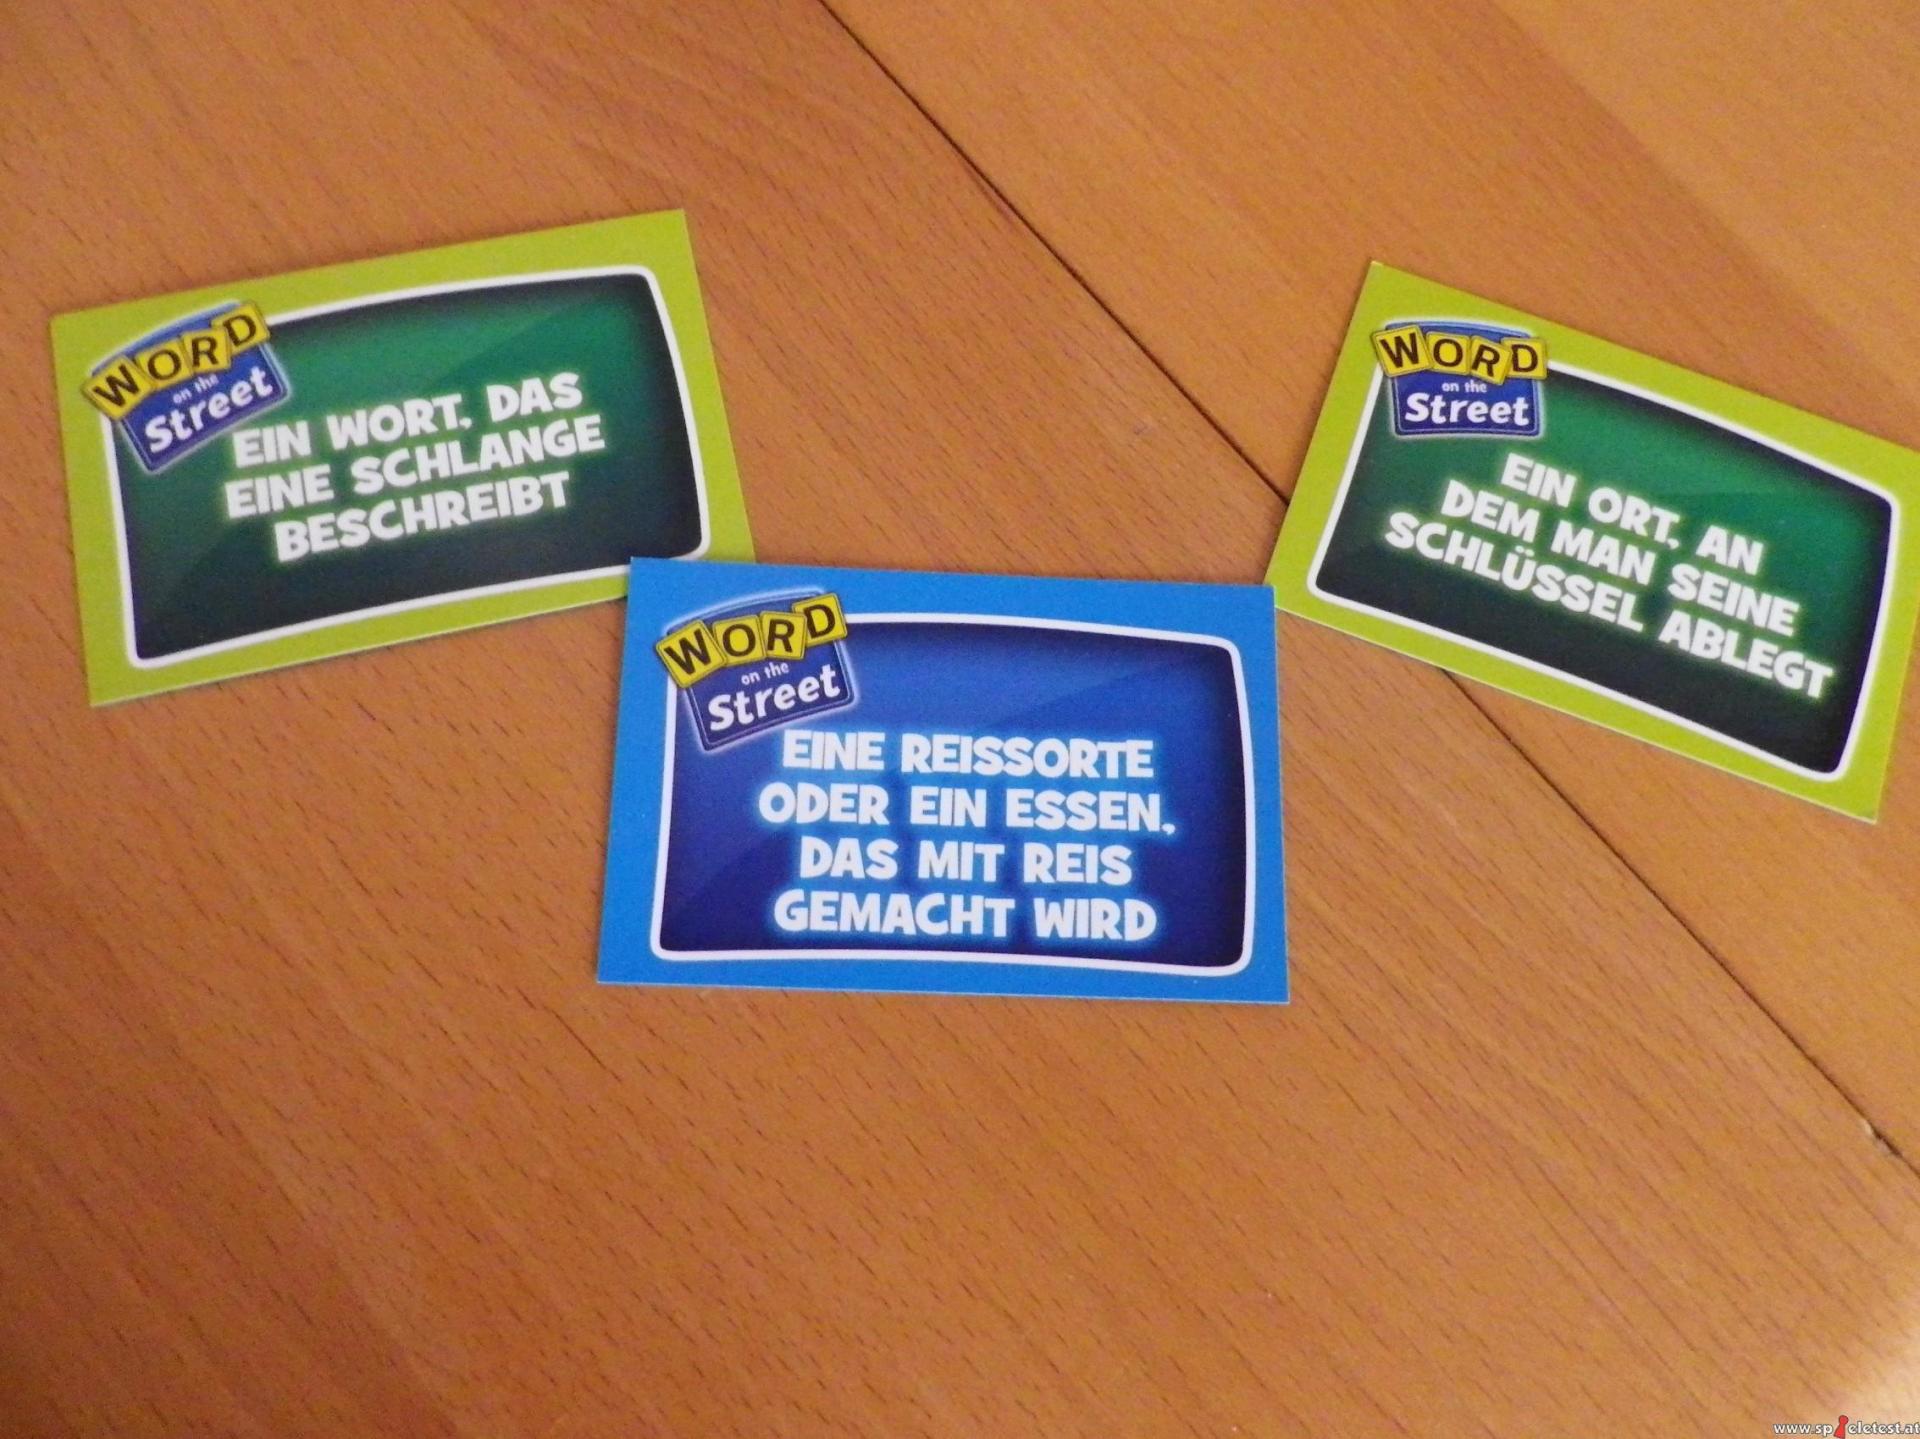 WORD
on the
Street
EIN WORT, DAS
EINE SCHLANGE
BESCHREIBT
WORD
on the
Street
EINE REISSORTE
ODER EIN ESSEN,
DAS MIT REIS
GEMACHT WIRD
WORD
on the
Street
EIN ORT, AN
DEM MAN SEINE
SCHLÜSSEL ABLEGT
www.spieletest.at